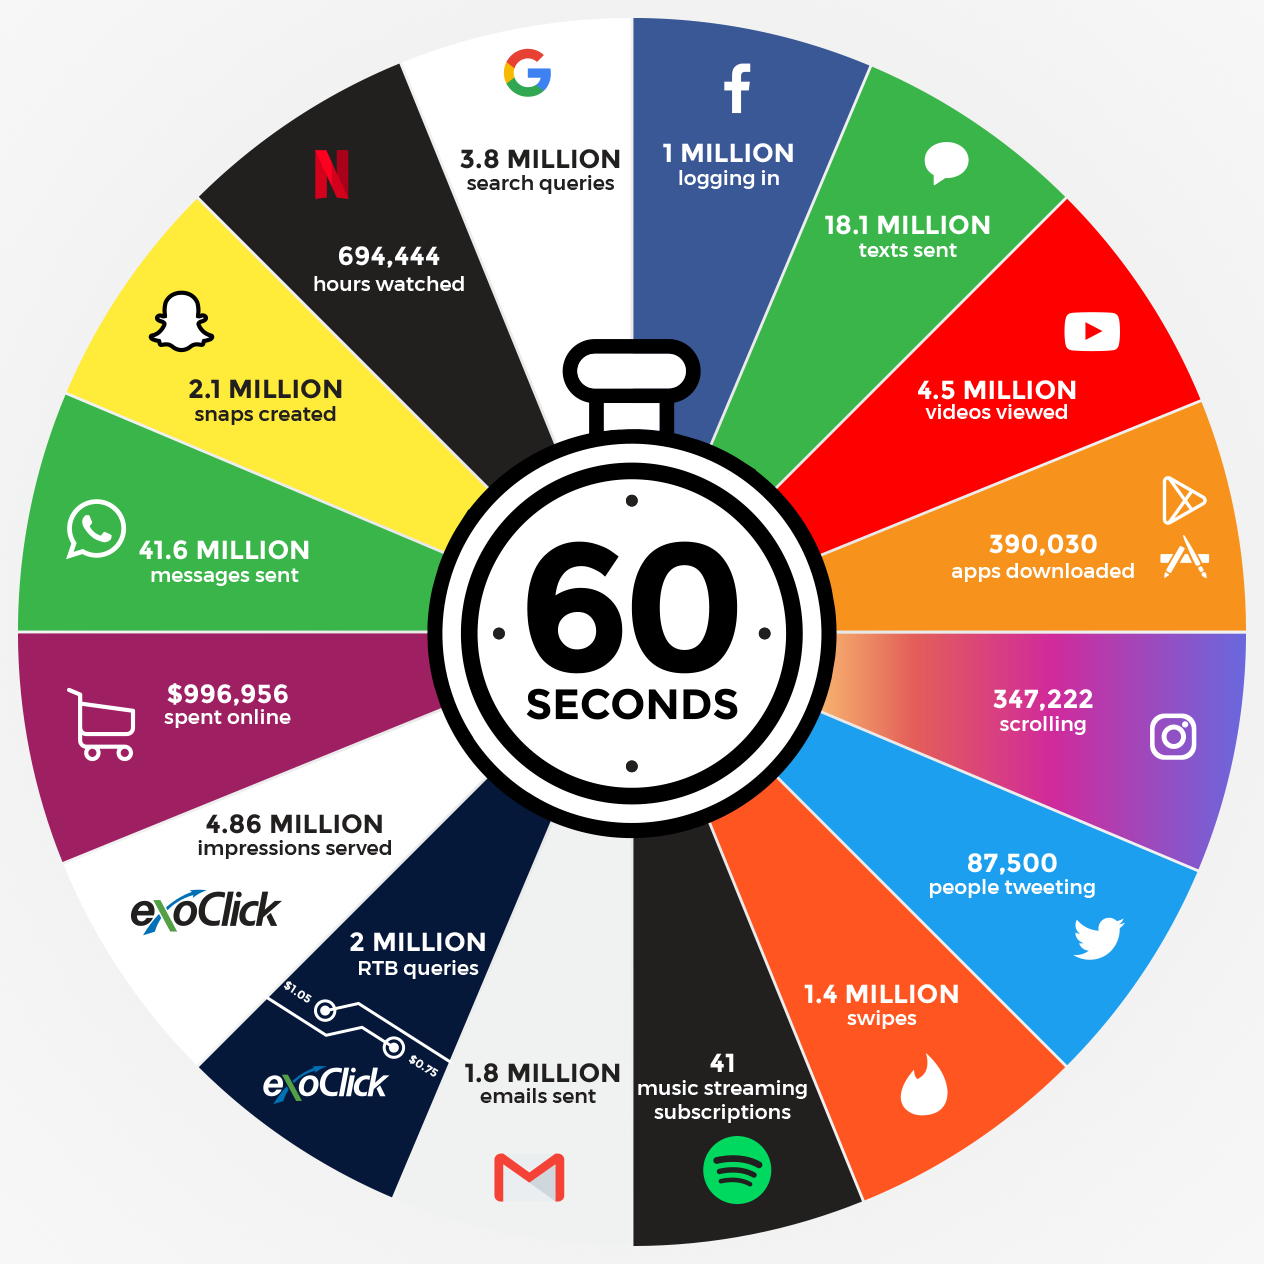 3.8 MILLION
search queries
1 MILLION
logging in
18.1 MILLION
texts sent
4.5 MILLION
videos viewed
390,030
apps downloaded
347,222
scrolling
87,500
people tweeting
1.4 MILLION
swipes
41
music streaming
subscriptions
1.8 MILLION
emails sent
2 MILLION
RTB queries
$1.05
$0.75
exoClick
4.86 MILLION
impressions served
exoClick
$996,956
spent online
41.6 MILLION
messages sent
2.1 MILLION
snaps created
N
694,444
hours watched
60
SECONDS